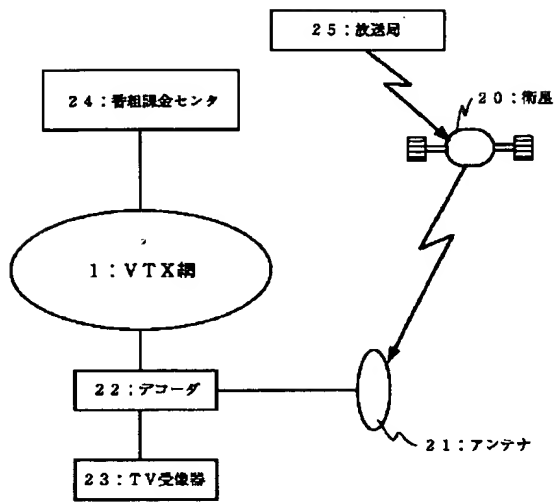 25：放送局
24：番組課金センタ
20：衛星
1：VTX網
22：デコーダ
21：アンテナ
23：TV受像器